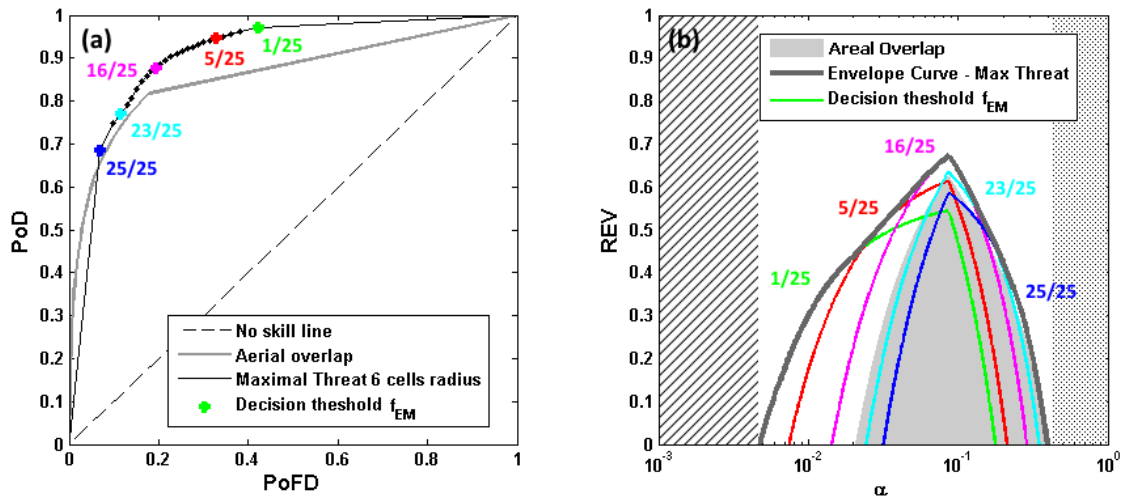 (a)
1/25
5/25
16/25
23/25
25/25
PoD
1
0.9
0.8
0.7
0.6
0.5
0.4
0.3
0.2
0.1
0
No skill line
Aerial overlap
Maximal Threat 6 cells radius
Decision threshold f_EM
0 0.2 0.4 0.6 0.8 1
PoFD
(b)
Areal Overlap
Envelope Curve - Max Threat
Decision theshold f_EM
16/25
23/25
5/25
1/25
25/25
REV
1
0.9
0.8
0.7
0.6
0.5
0.4
0.3
0.2
0.1
0
10^-3 10^-2 10^-1 10^0
α